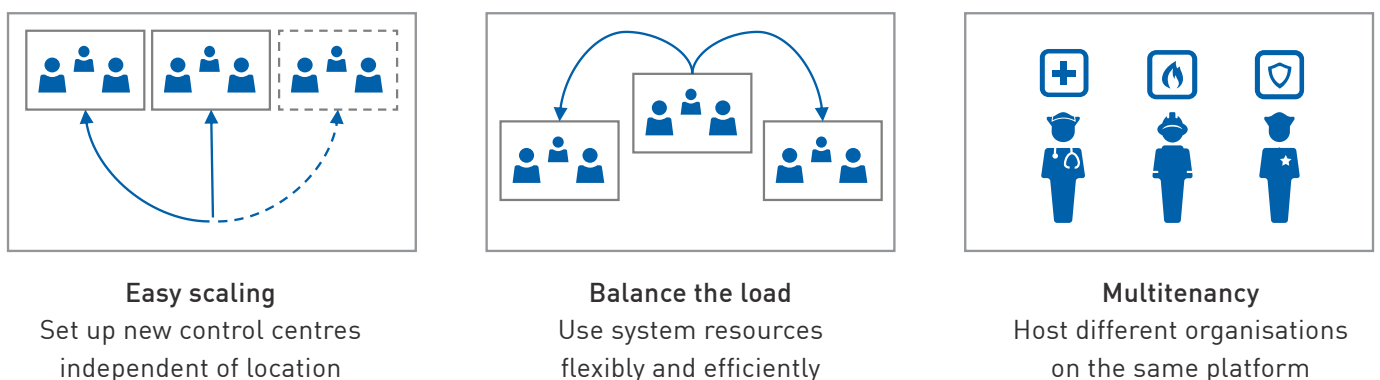 Easy scaling
Set up new control centres
independent of location
Balance the load
Use system resources
flexibly and efficiently
Multitenancy
Host different organisations
on the same platform